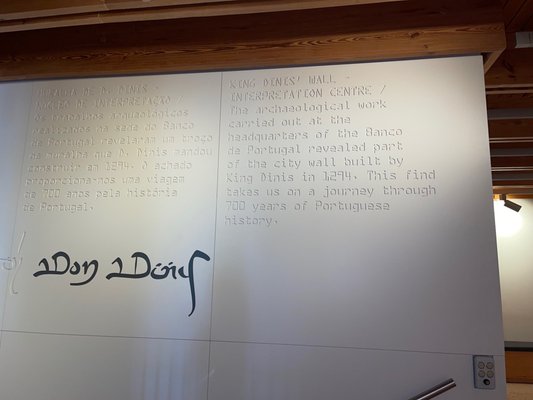 MURALHA DE D. DINIS -
NÚCLEO DE INTERPRETAÇÃO /
Os trabalhos arqueológicos
realizados na sede do Banco
de Portugal revelaram um troço
da muralha que D. Dinis mandou
construir em 1294. O achado
proporciona-nos uma viagem
de 700 anos pela história
de Portugal.
KING DINIS' WALL -
INTERPRETATION CENTRE /
The archaeological work
carried out at the
headquarters of the Banco
de Portugal revealed part
of the city wall built by
King Dinis in 1294. This find
takes us on a journey through
700 years of Portuguese
history.
Don Dinis